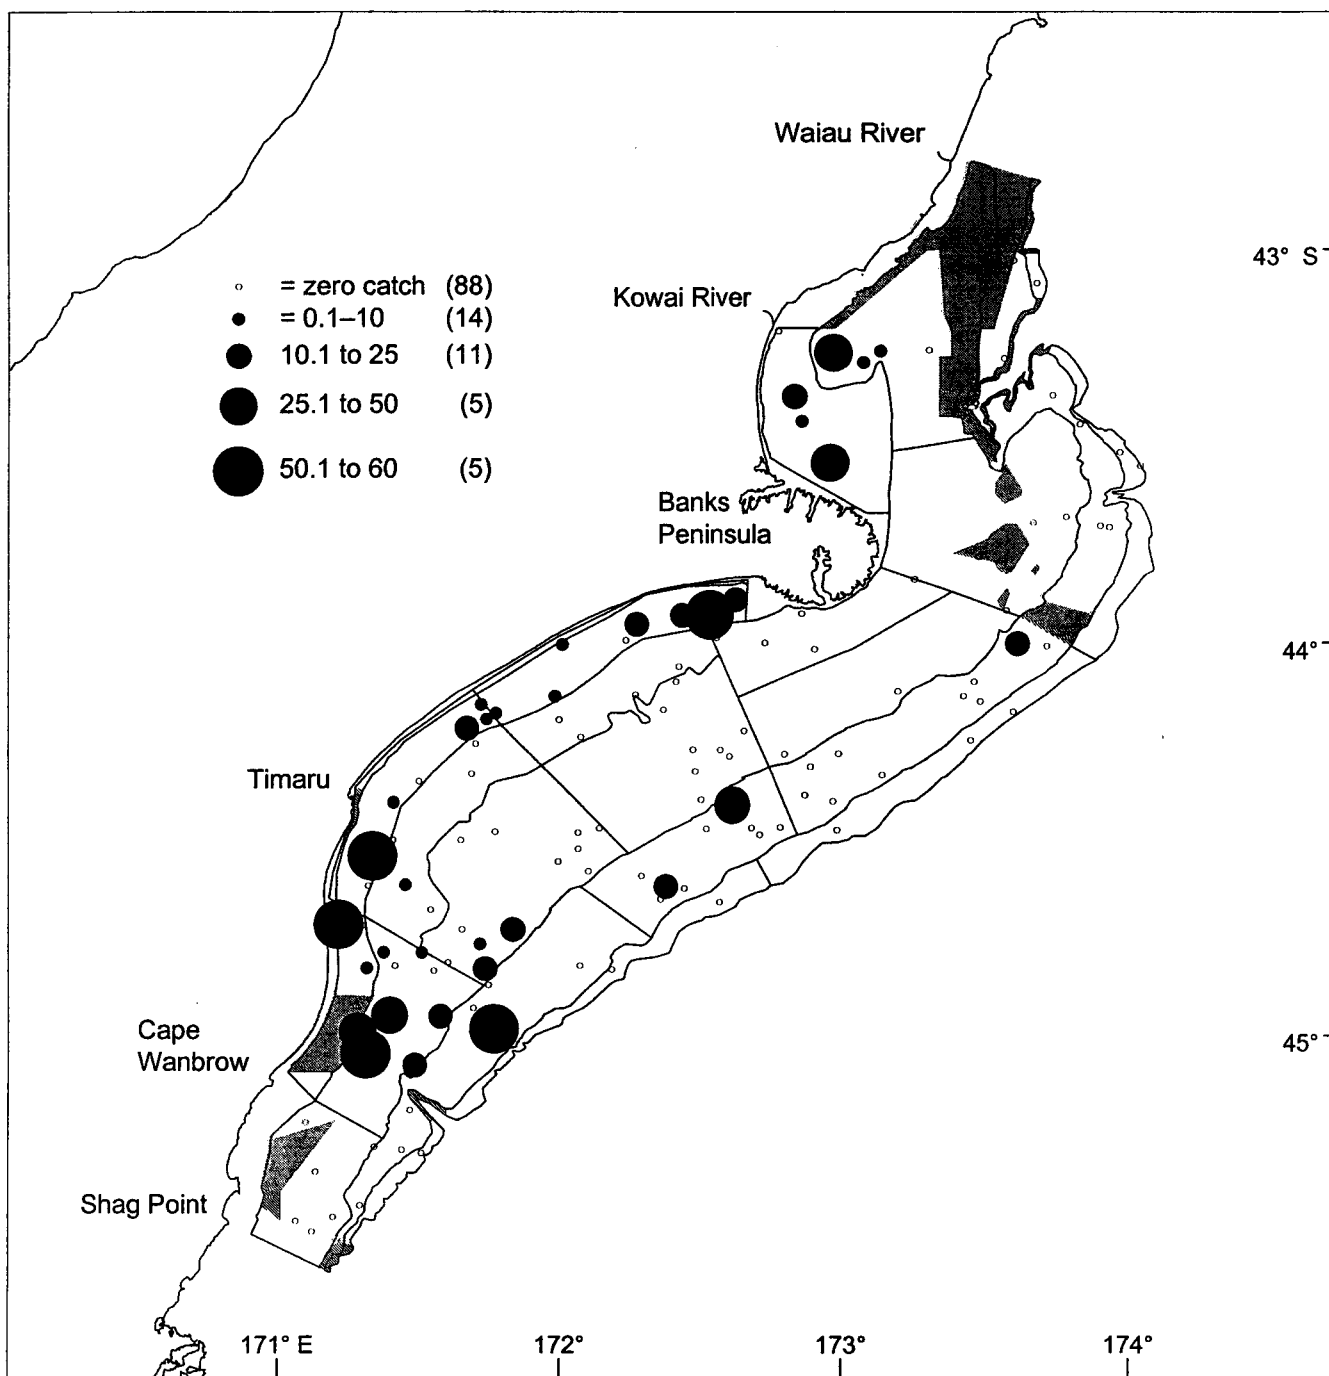 Waiau River
43° S
Kowai River
= zero catch (88)
= 0.1–10 (14)
10.1 to 25 (11)
25.1 to 50 (5)
50.1 to 60 (5)
Banks
Peninsula
44°
Timaru
Cape
Wanbrow
45°
Shag Point
171° E
172°
173°
174°